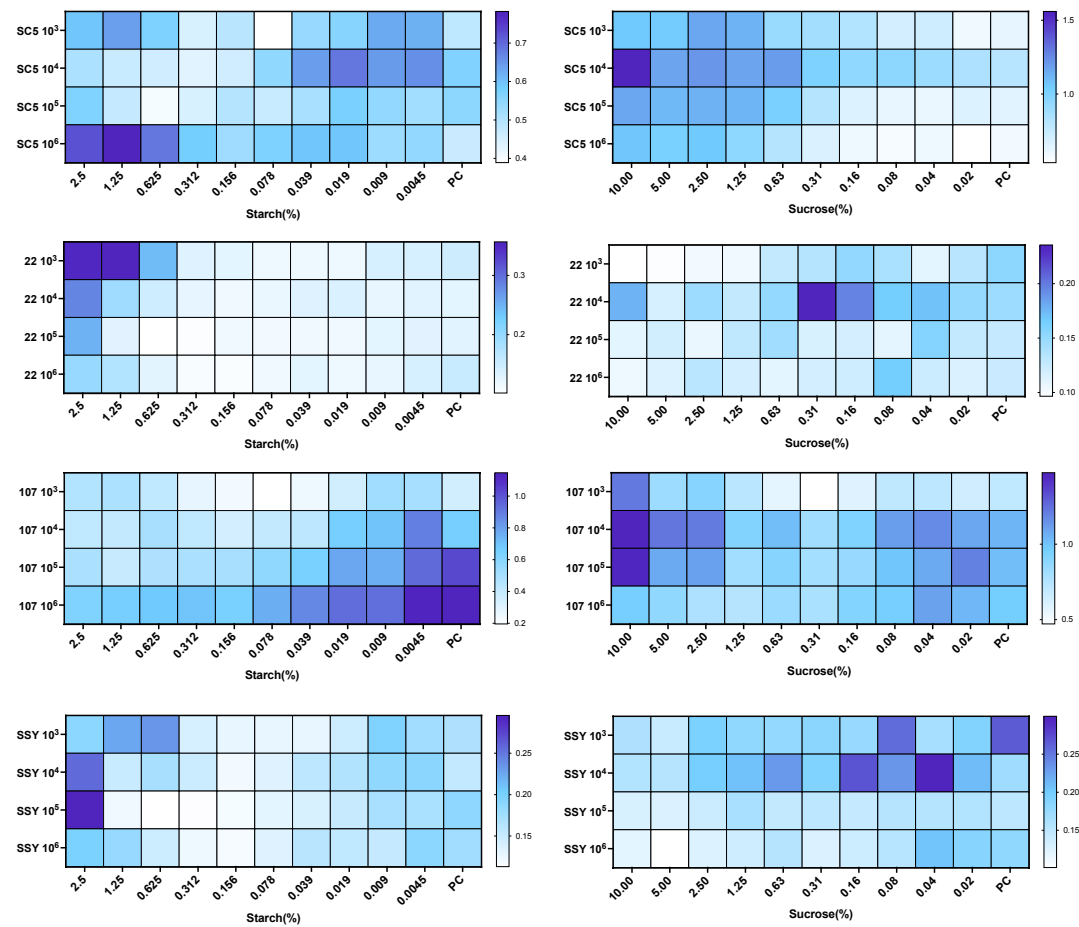 SC5 10³
SC5 10⁴
SC5 10⁵
SC5 10⁶
2.5 1.25 0.625 0.312 0.156 0.078 0.039 0.019 0.009 0.0045 PC
Starch(%)
0.7
0.6
0.5
0.4
SC5 10³
SC5 10⁴
SC5 10⁵
SC5 10⁶
10.00 5.00 2.50 1.25 0.63 0.31 0.16 0.08 0.04 0.02 PC
Sucrose(%)
1.5
1.0
22 10³
22 10⁴
22 10⁵
22 10⁶
2.5 1.25 0.625 0.312 0.156 0.078 0.039 0.019 0.009 0.0045 PC
Starch(%)
0.3
0.2
22 10³
22 10⁴
22 10⁵
22 10⁶
10.00 5.00 2.50 1.25 0.63 0.31 0.16 0.08 0.04 0.02 PC
Sucrose(%)
0.20
0.15
0.10
107 10³
107 10⁴
107 10⁵
107 10⁶
2.5 1.25 0.625 0.312 0.156 0.078 0.039 0.019 0.009 0.0045 PC
Starch(%)
1.0
0.8
0.6
0.4
0.2
107 10³
107 10⁴
107 10⁵
107 10⁶
10.00 5.00 2.50 1.25 0.63 0.31 0.16 0.08 0.04 0.02 PC
Sucrose(%)
1.0
0.5
SSY 10³
SSY 10⁴
SSY 10⁵
SSY 10⁶
2.5 1.25 0.625 0.312 0.156 0.078 0.039 0.019 0.009 0.0045 PC
Starch(%)
0.25
0.20
0.15
SSY 10³
SSY 10⁴
SSY 10⁵
SSY 10⁶
10.00 5.00 2.50 1.25 0.63 0.31 0.16 0.08 0.04 0.02 PC
Sucrose(%)
0.30
0.25
0.20
0.15